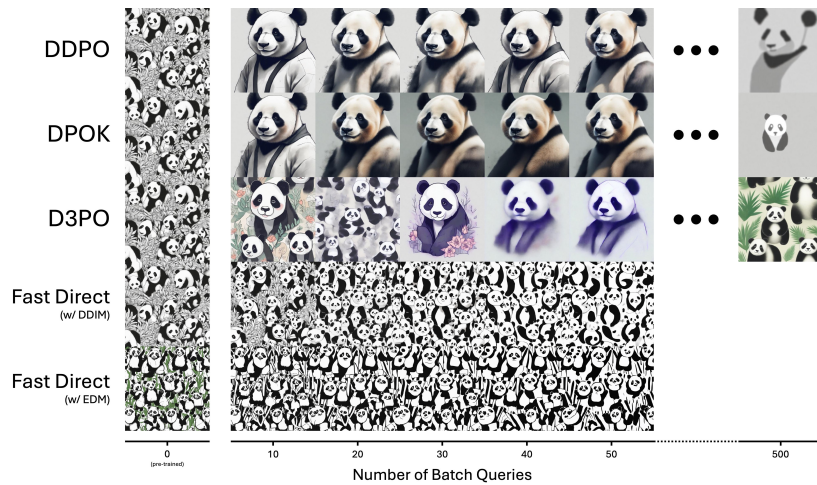 DDPO
DPOK
D3PO
Fast Direct
(w/ DDIM)
Fast Direct
(w/ EDM)
0
10
20
30
40
50
500
(pre-trained)
Number of Batch Queries